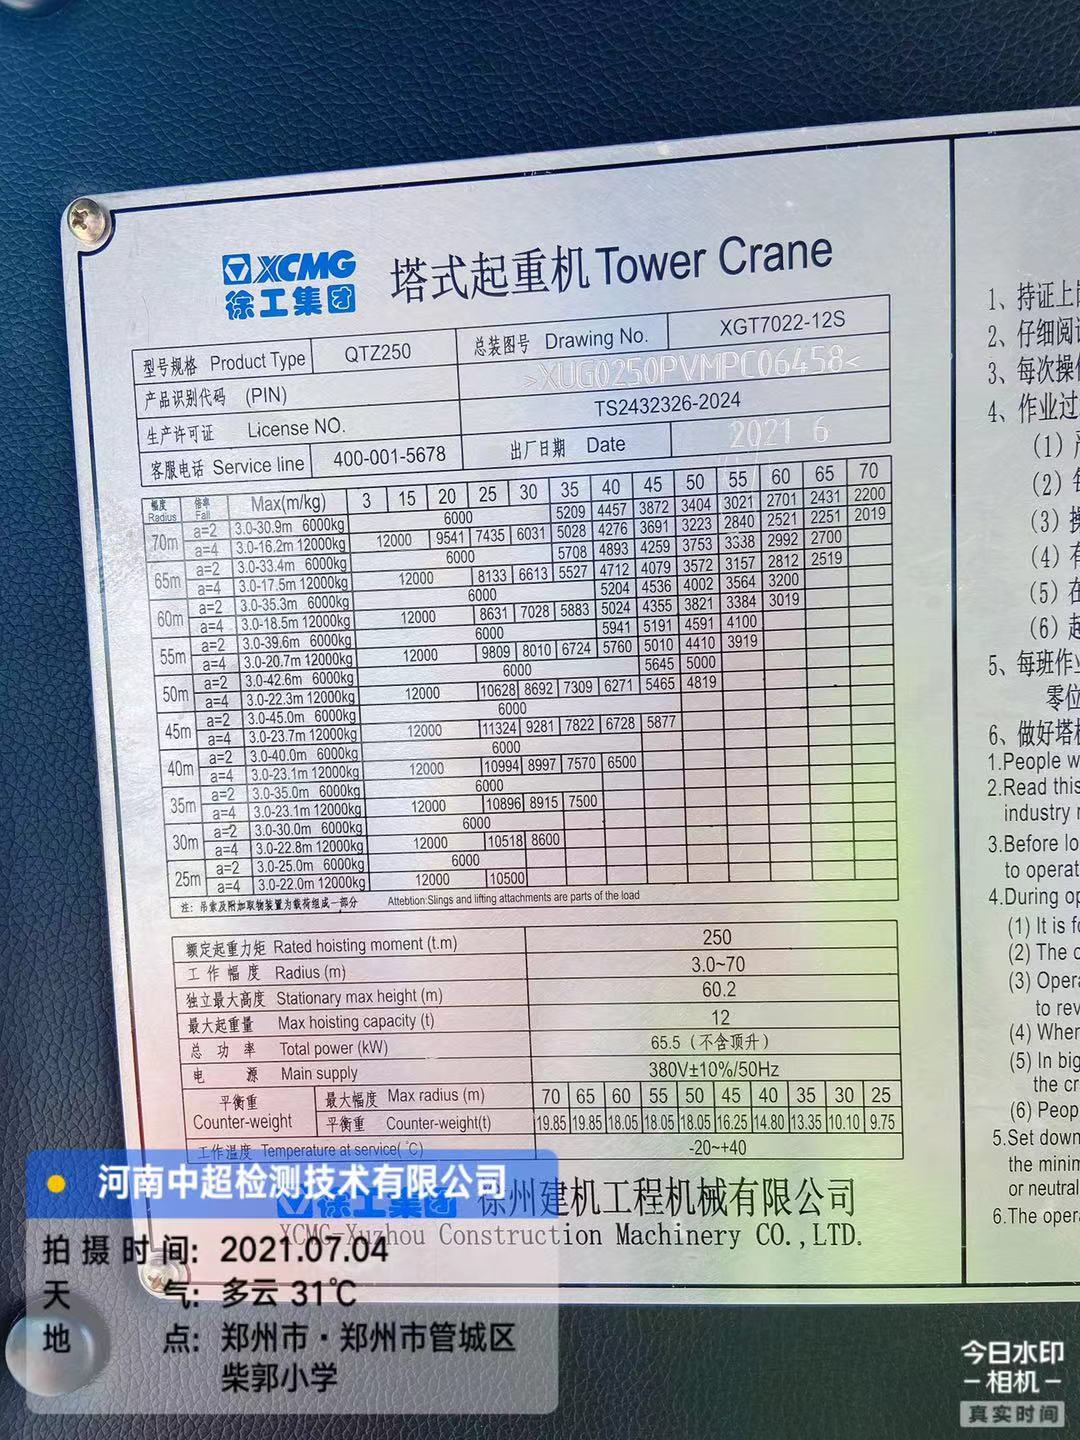 XCMG
徐工集团
塔式起重机 Tower Crane
型号规格 Product Type QTZ250 总装图号 Drawing No. XGT7022-12S
产品识别代码 (PIN) >XUG0250PVMPC06458<
生产许可证 License NO. TS2432326-2024
客服电话 Service line 400-001-5678 出厂日期 Date 2021 6
幅度 Radius 倍率 Fall Max(m/kg) 3 15 20 25 30 35 40 45 50 55 60 65 70
70m a=2 3.0-30.9m 6000kg 6000 5209 4457 3872 3404 3021 2701 2431 2200
a=4 3.0-16.2m 12000kg 12000 9541 7435 6031 5028 4276 3691 3223 2840 2521 2251 2019
65m a=2 3.0-33.4m 6000kg 6000 5708 4893 4259 3753 3338 2992 2700
a=4 3.0-17.5m 12000kg 12000 8133 6613 5527 4712 4079 3572 3157 2812 2519
60m a=2 3.0-35.3m 6000kg 6000 5204 4536 4002 3564 3200
a=4 3.0-18.5m 12000kg 12000 8631 7028 5883 5024 4355 3821 3384 3019
55m a=2 3.0-39.6m 6000kg 6000 5941 5191 4591 4100
a=4 3.0-20.7m 12000kg 12000 9809 8010 6724 5760 5010 4410 3919
50m a=2 3.0-42.6m 6000kg 6000 5645 5000
a=4 3.0-22.3m 12000kg 12000 10628 8692 7309 6271 5465 4819
45m a=2 3.0-45.0m 6000kg 6000
a=4 3.0-23.7m 12000kg 12000 11324 9281 7822 6728 5877
40m a=2 3.0-40.0m 6000kg 6000
a=4 3.0-23.1m 12000kg 12000 10994 8997 7570 6500
35m a=2 3.0-35.0m 6000kg 6000
a=4 3.0-23.1m 12000kg 12000 10896 8915 7500
30m a=2 3.0-30.0m 6000kg 6000
a=4 3.0-22.8m 12000kg 12000 10518 8600
25m a=2 3.0-25.0m 6000kg 6000
a=4 3.0-22.0m 12000kg 12000 10500
注: 吊索及附加取物装置为载荷组成一部分 Attebtion:Slings and lifting attachments are parts of the load
额定起重力矩 Rated hoisting moment (t.m) 250
工作幅度 Radius (m) 3.0~70
独立最大高度 Stationary max height (m) 60.2
最大起重量 Max hoisting capacity (t) 12
总功率 Total power (kW) 65.5 (不含顶升)
电源 Main supply 380V±10%/50Hz
平衡重 Counter-weight 最大幅度 Max radius (m) 70 65 60 55 50 45 40 35 30 25
平衡重 Counter-weight(t) 19.85 19.85 18.05 18.05 18.05 16.25 14.80 13.35 10.10 9.75
工作温度 Temperature at service(℃) -20~+40
徐工集团 徐州建机工程机械有限公司
XCMG-Xuzhou Construction Machinery CO.,LTD.
1、持证上
2、仔细阅
3、每次操
4、作业过
(1)
(2)
(3)
(4) 有
(5) 在
(6) 起
5、每班作
零位
6、做好塔
1.People
2.Read this
industry
3.Before
to operat
4.During
(1) It is
(2) The
(3) Opera
to rev
(4) When
(5) In big
the cr
(6) Peop
5.Set down
the minim
or neutral
6.The opera
河南中超检测技术有限公司
拍摄时间: 2021.07.04
天气: 多云 31℃
地点: 郑州市·郑州市管城区
柴郭小学
今日水印
-相机-
真实时间